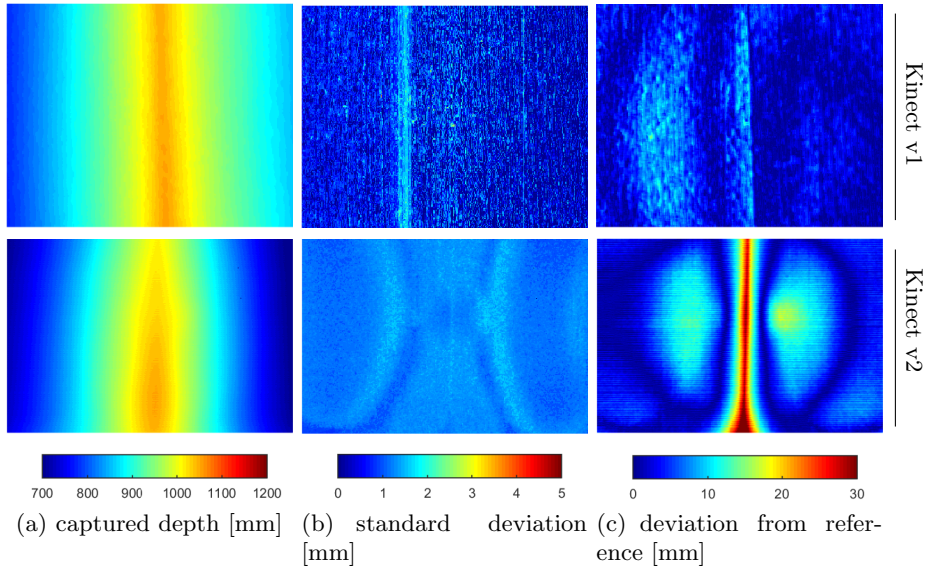 Kinect v1
Kinect v2
700 800 900 1000 1100 1200
0 1 2 3 4 5
0 10 20 30
(a) captured depth [mm]
(b) standard deviation
[mm]
(c) deviation from refer-
ence [mm]